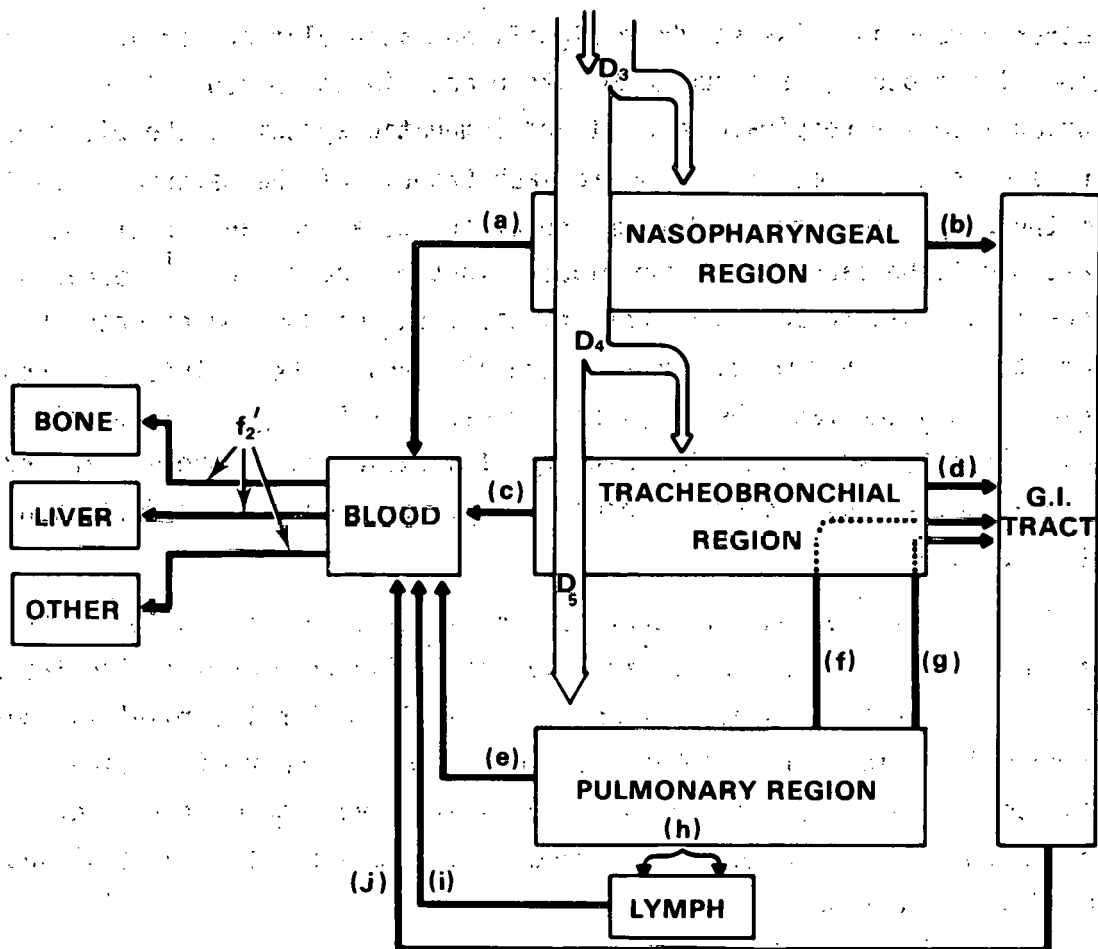 D3
(a)
NASOPHARYNGEAL
REGION
(b)
D4
BONE
f2'
LIVER
OTHER
BLOOD
(c)
TRACHEOBRONCHIAL
REGION
(d)
G.I.
TRACT
D5
(f)
(g)
(e)
PULMONARY REGION
(h)
(j)
(i)
LYMPH